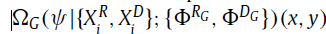 |Ω_G(ψ|{X_i^R, X_i^D}; {Φ^{R_G}, Φ^{D_G}})(x, y)